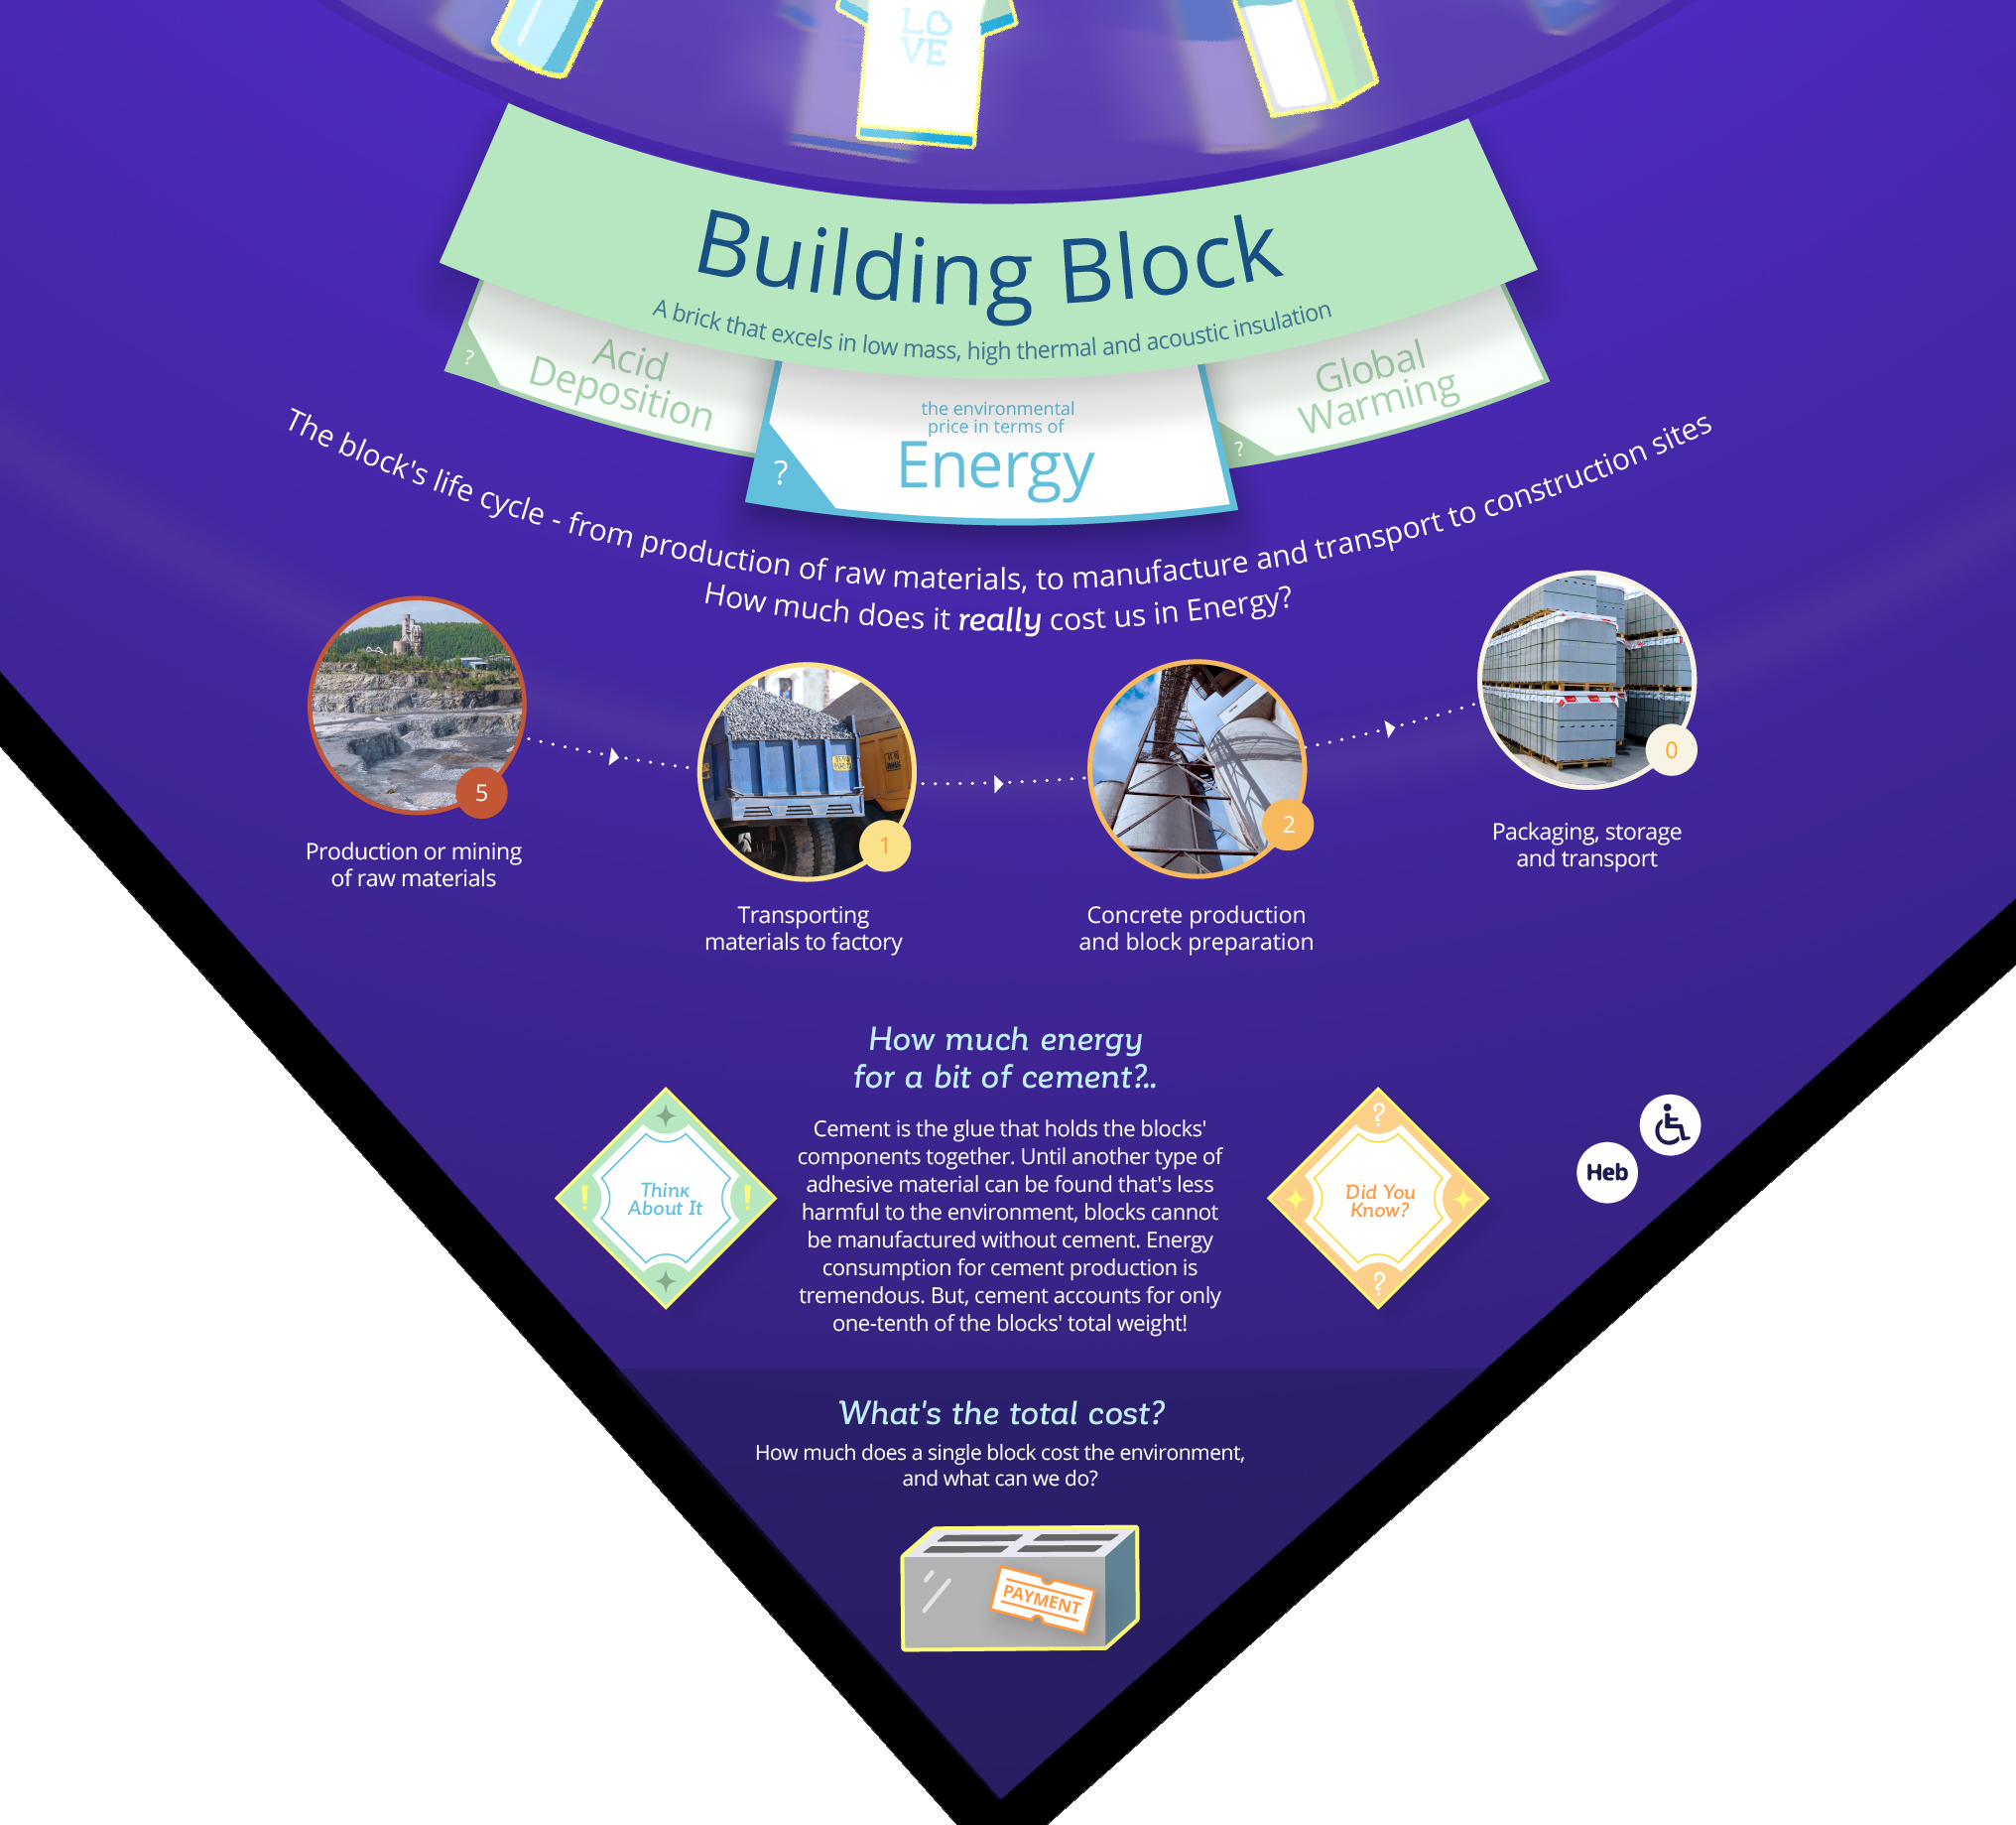 LO
VE
Building Block
A brick that excels in low mass, high thermal and acoustic insulation
?
Acid
Deposition
?
the environmental
price in terms of
Energy
?
Global
Warming
The block's life cycle - from production of raw materials, to manufacture and transport to construction sites
How much does it really cost us in Energy?
5
Production or mining
of raw materials
1
Transporting
materials to factory
2
Concrete production
and block preparation
0
Packaging, storage
and transport
How much energy
for a bit of cement?..
Cement is the glue that holds the blocks'
components together. Until another type of
adhesive material can be found that's less
harmful to the environment, blocks cannot
be manufactured without cement. Energy
consumption for cement production is
tremendous. But, cement accounts for only
one-tenth of the blocks' total weight!
!
Think
About It
!
?
Did You
Know?
?
Heb
What's the total cost?
How much does a single block cost the environment,
and what can we do?
PAYMENT